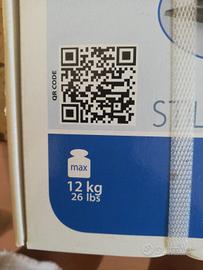 QR CODE
max
12 kg
26 lbs